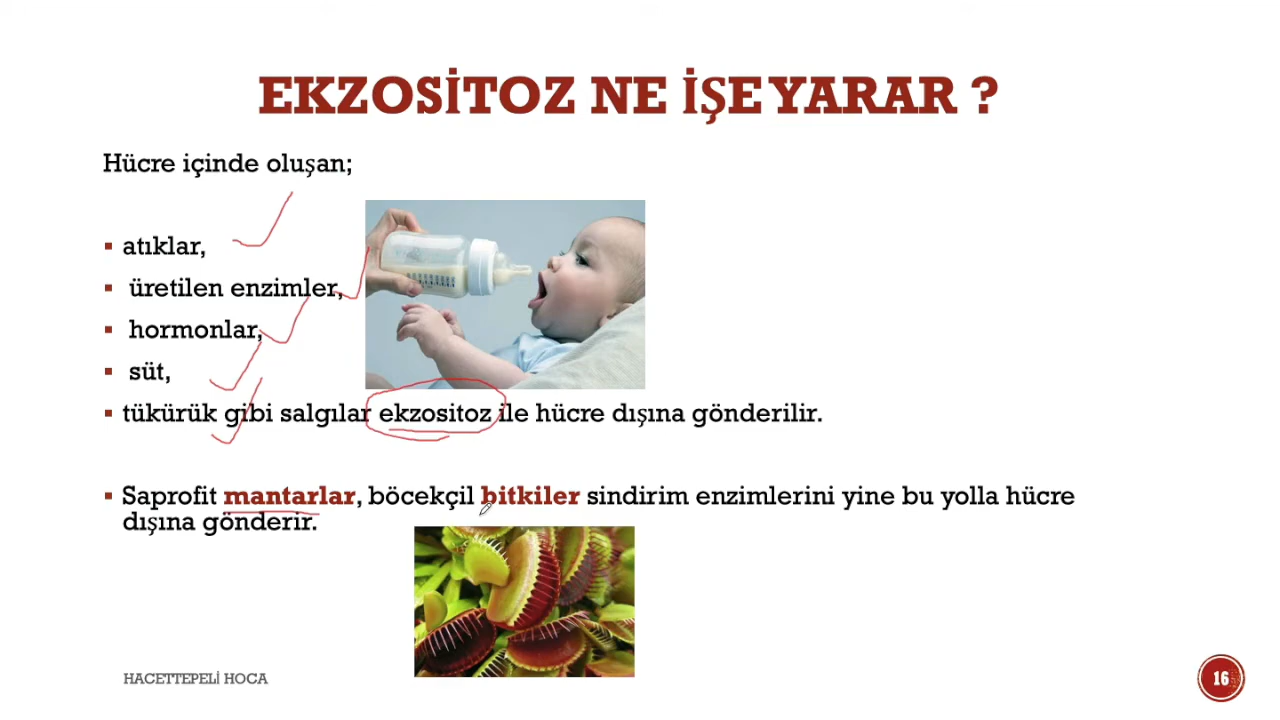 EKZOSİTOZ NE İŞE YARAR ?
Hücre içinde oluşan;
▪ atıklar,
▪ üretilen enzimler,
▪ hormonlar,
▪ süt,
▪ tükürük gibi salgılar ekzositoz ile hücre dışına gönderilir.
▪ Saprofit mantarlar, böcekçil bitkiler sindirim enzimlerini yine bu yolla hücre
dışına gönderir.
HACETTEPELİ HOCA
16